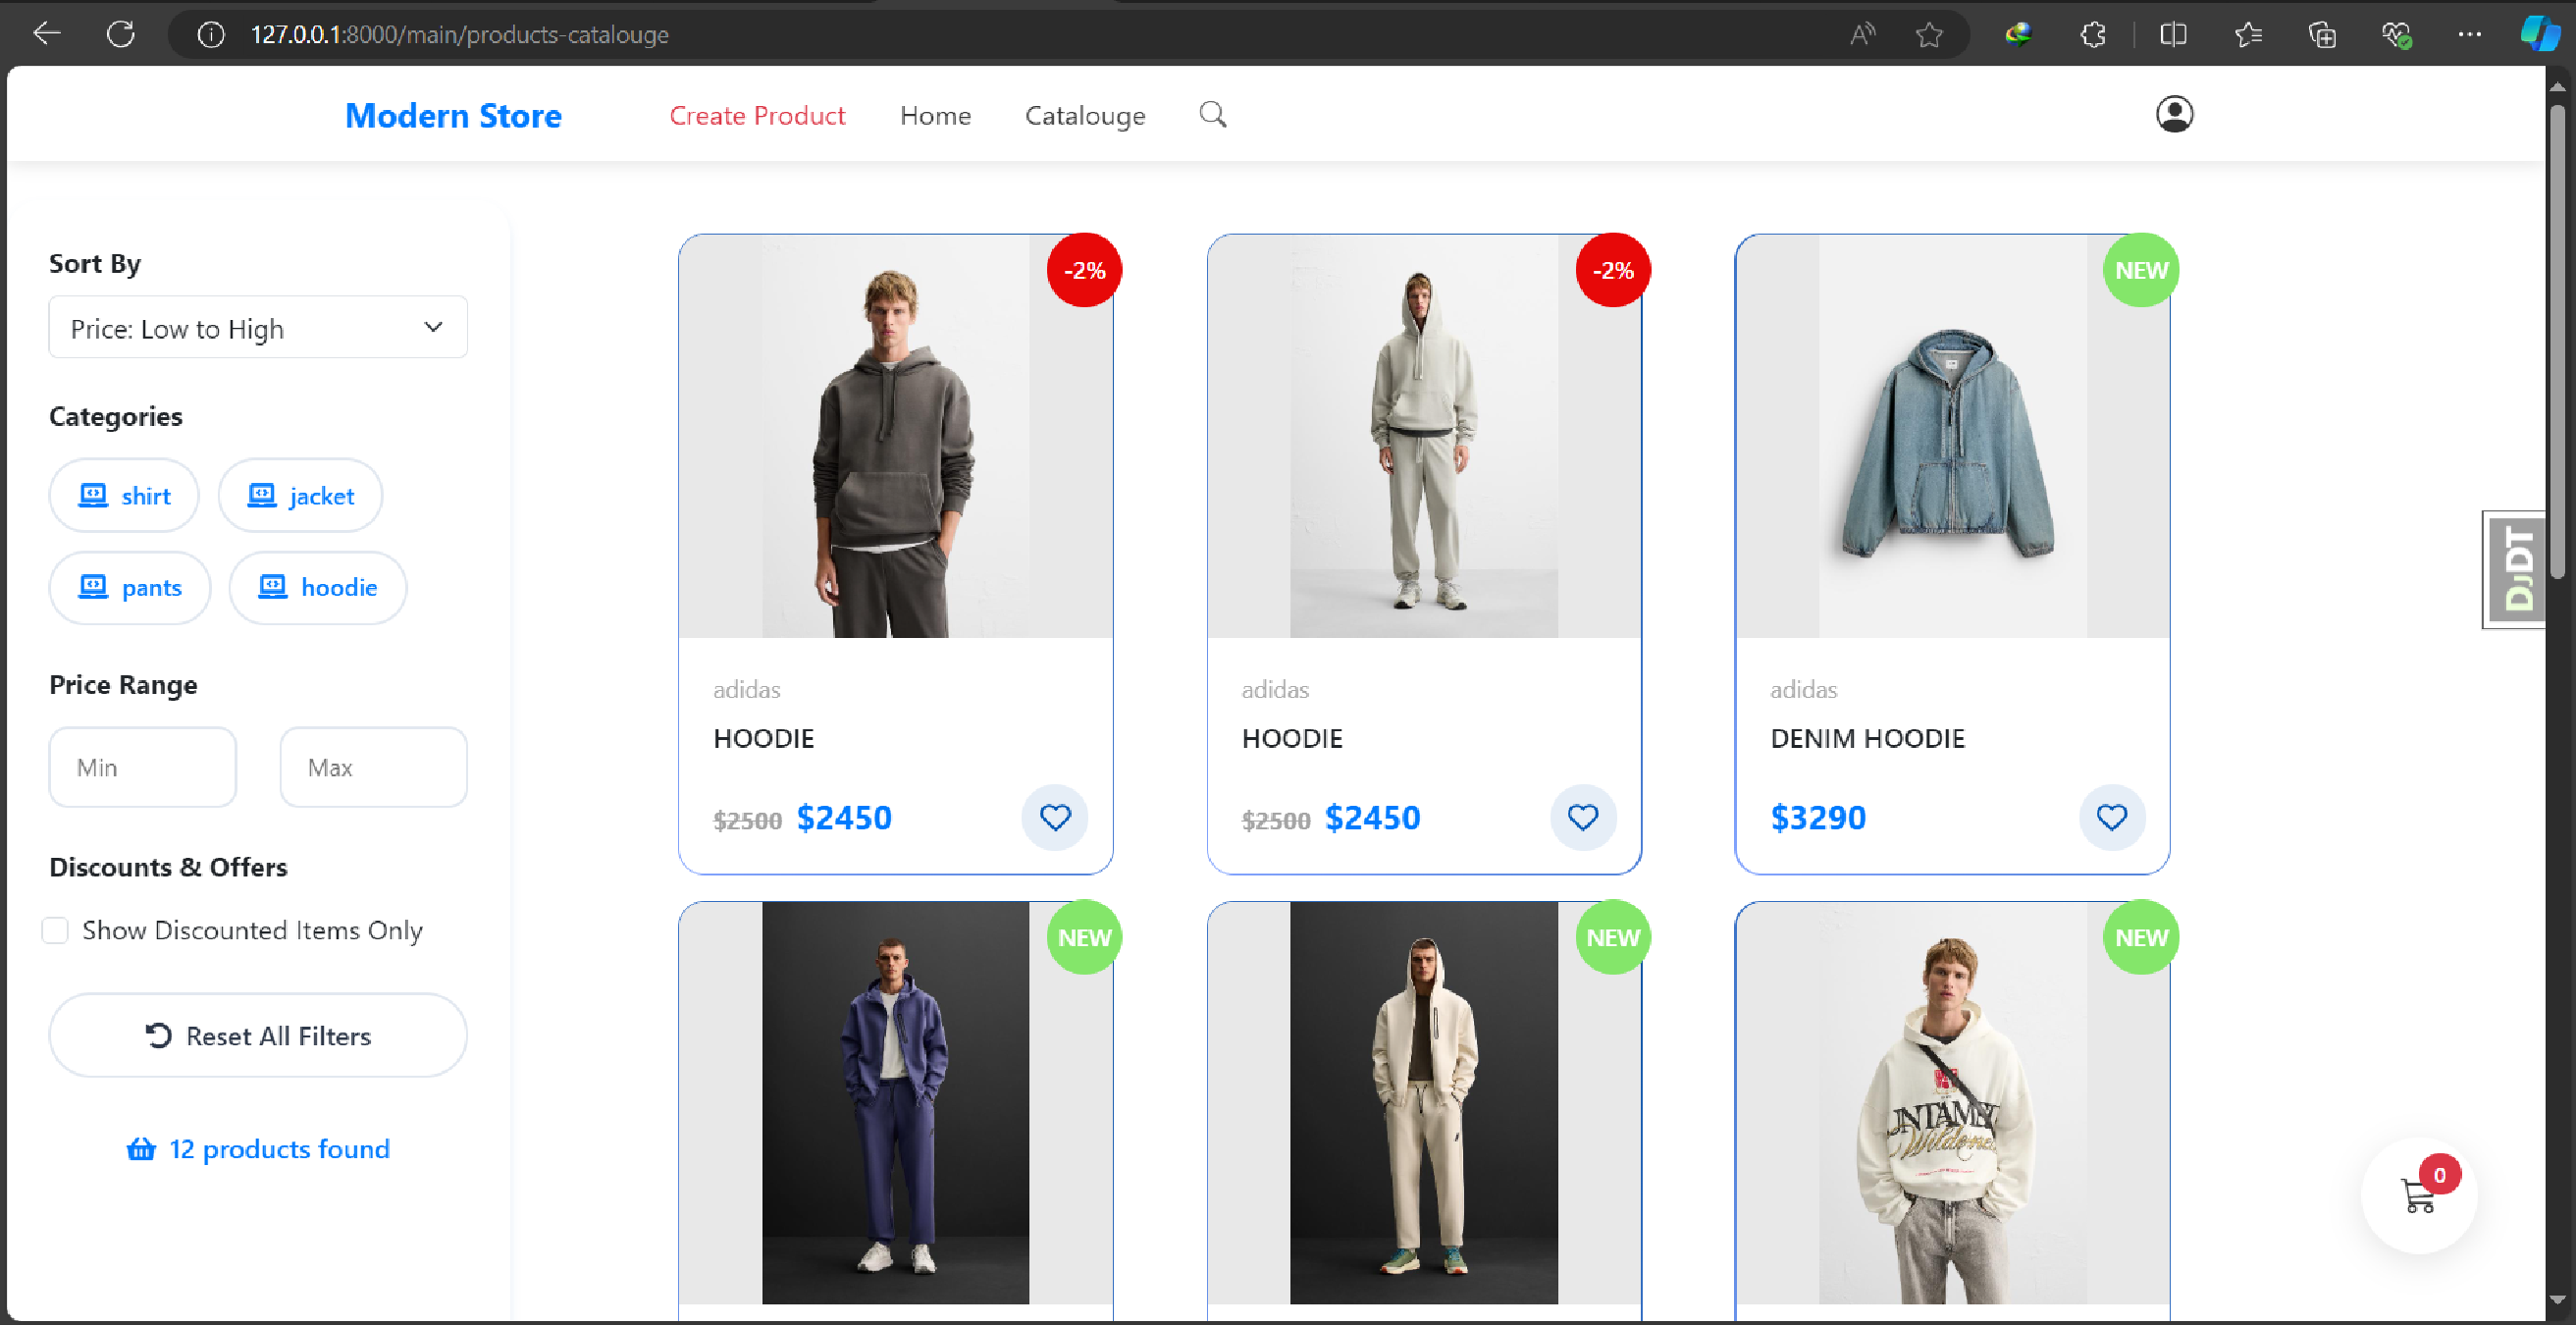 127.0.0.1:8000/main/products-catalouge
Modern Store
Create Product
Home
Catalouge
Sort By
Price: Low to High
Categories
shirt
jacket
pants
hoodie
Price Range
Min
Max
Discounts & Offers
Show Discounted Items Only
Reset All Filters
12 products found
-2%
adidas
HOODIE
$2500 $2450
-2%
adidas
HOODIE
$2500 $2450
NEW
adidas
DENIM HOODIE
$3290
NEW
NEW
NEW
DJDT
0